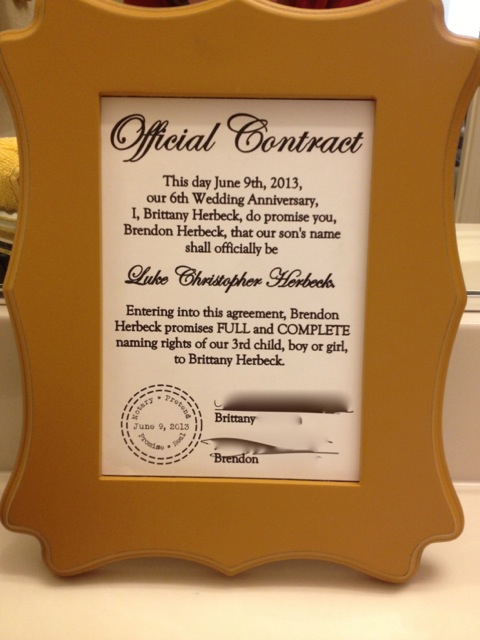 Official Contract
This day June 9th, 2013,
our 6th Wedding Anniversary,
I, Brittany Herbeck, do promise you,
Brendon Herbeck, that our son's name
shall officially be
Luke Christopher Herbeck.
Entering into this agreement, Brendon
Herbeck promises FULL and COMPLETE
naming rights of our 3rd child, boy or girl,
to Brittany Herbeck.
Notary • Pretend
June 9, 2013
Promise • Real
Brittany
Brendon